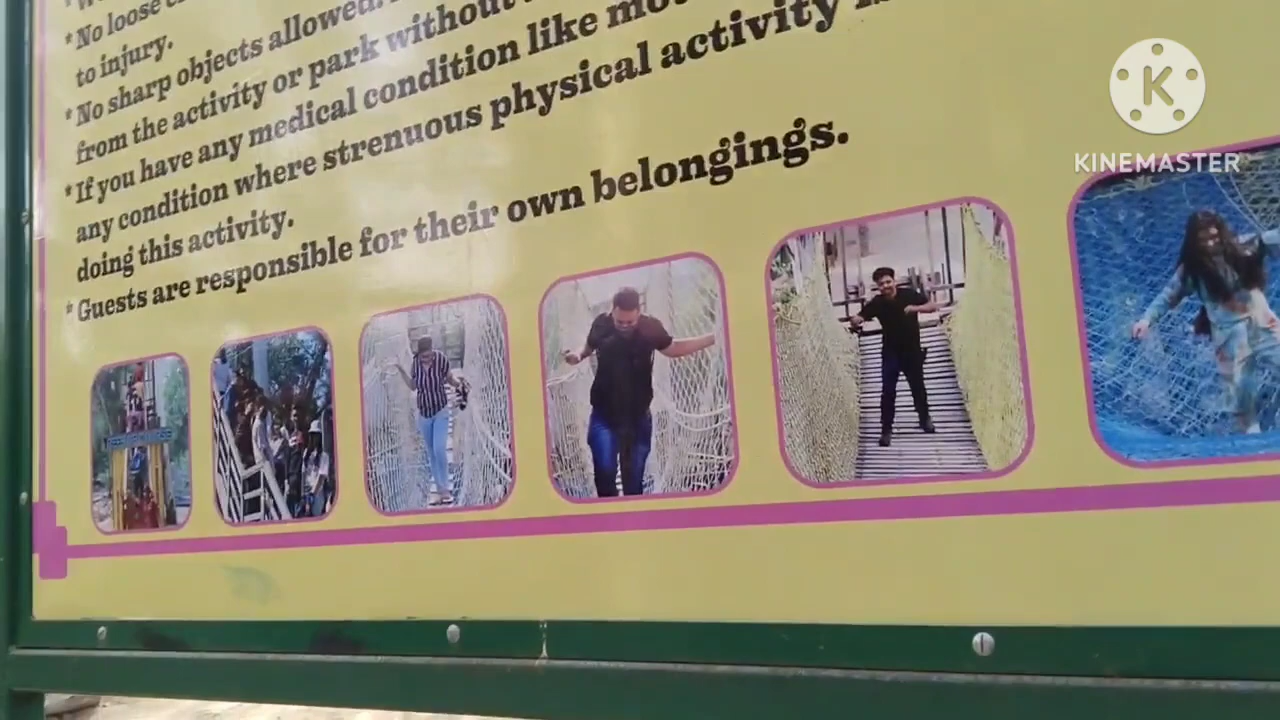 *No loose
to injury.
*No sharp objects allowed.
from the activity or park without
*If you have any medical condition like
any condition where strenuous physical activity
doing this activity.
*Guests are responsible for their own belongings.
K
KINEMASTER